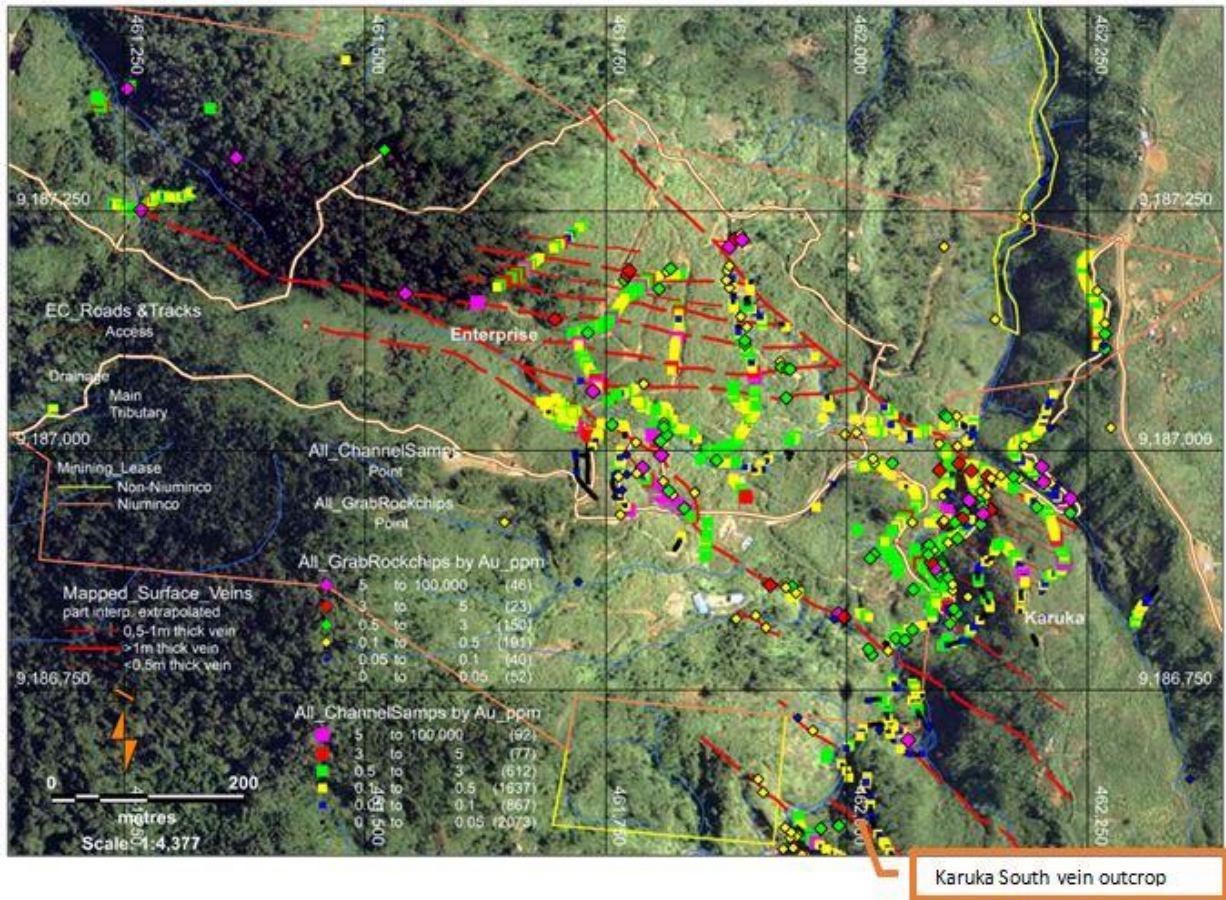 461,250
461,500
461,750
462,000
462,250
9,187,250
9,187,250
EC_Roads &Tracks
Access
Enterprise
Drainage
Main
Tributary
9,187,000
9,187,000
Minining_Lease
Non-Niuminco
Niuminco
All_ChannelSamps
Point
All_GrabRockchips
Point
All_GrabRockchips by Au_ppm
5 to 100,000 (46)
3 to 5 (23)
0.5 to 3 (150)
0.1 to 0.5 (191)
0.05 to 0.1 (40)
0 to 0.05 (52)
Mapped_Surface_Veins
part interp. extrapolated
0.5-1m thick vein
>1m thick vein
<0.5m thick vein
Karuka
9,186,750
9,186,750
All_ChannelSamps by Au_ppm
5 to 100,000 (92)
3 to 5 (77)
0.5 to 3 (612)
0.1 to 0.5 (1637)
0.05 to 0.1 (867)
0 to 0.05 (2073)
0 200
metres
Scale: 1:4,377
461,500
461,750
462,250
Karuka South vein outcrop